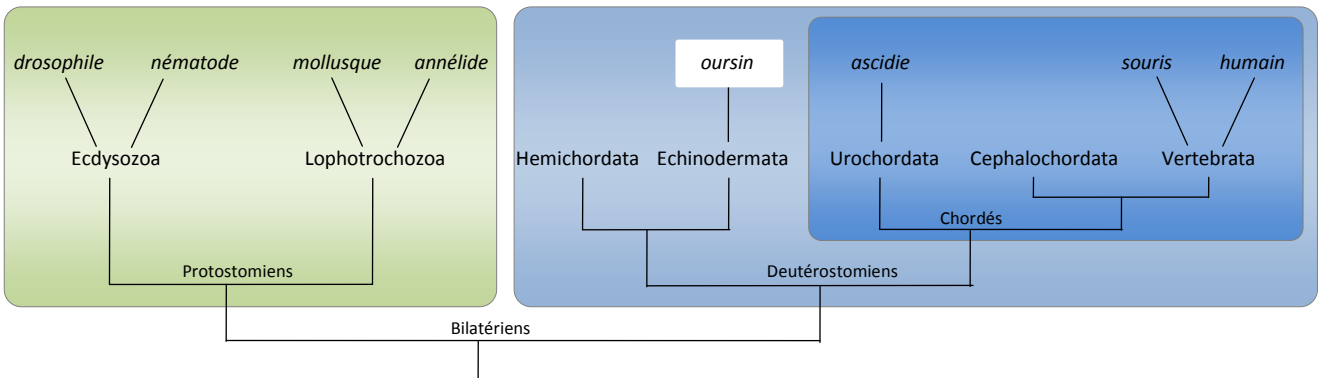 drosophile nématode mollusque annélide oursin ascidie souris humain
Ecdysozoa Lophotrochozoa Hemichordata Echinodermata Urochordata Cephalochordata Vertebrata
Chordés
Protostomiens Deutérostomiens
Bilatériens